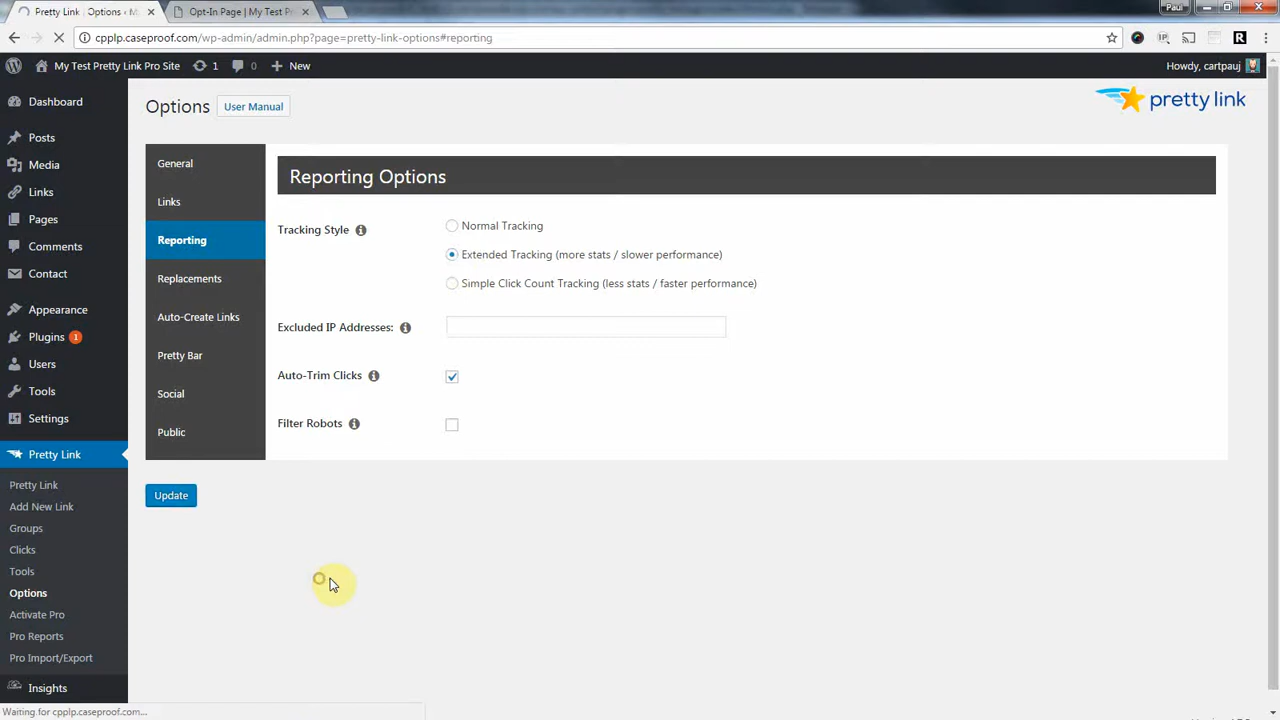 Pretty Link : Options ‹ M
Opt-In Page | My Test P
Paul
cpplp.caseproof.com/wp-admin/admin.php?page=pretty-link-options#reporting
My Test Pretty Link Pro Site 1 0 New
Howdy, cartpauj
Dashboard
Posts
Media
Links
Pages
Comments
Contact
Appearance
Plugins 1
Users
Tools
Settings
Pretty Link
Pretty Link
Add New Link
Groups
Clicks
Tools
Options
Activate Pro
Pro Reports
Pro Import/Export
Insights
Options User Manual
pretty link
General
Links
Reporting
Replacements
Auto-Create Links
Pretty Bar
Social
Public
Reporting Options
Tracking Style
Normal Tracking
Extended Tracking (more stats / slower performance)
Simple Click Count Tracking (less stats / faster performance)
Excluded IP Addresses:
Auto-Trim Clicks
Filter Robots
Update
Waiting for cpplp.caseproof.com...